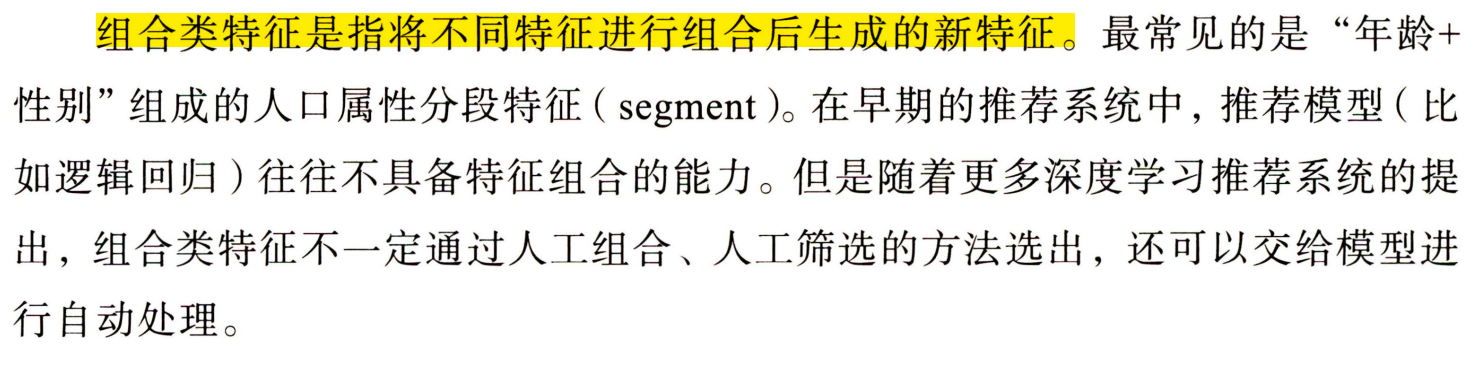 组合类特征是指将不同特征进行组合后生成的新特征。最常见的是“年龄+
性别”组成的人口属性分段特征(segment)。在早期的推荐系统中,推荐模型(比
如逻辑回归)往往不具备特征组合的能力。但是随着更多深度学习推荐系统的提
出,组合类特征不一定通过人工组合、人工筛选的方法选出,还可以交给模型进
行自动处理。